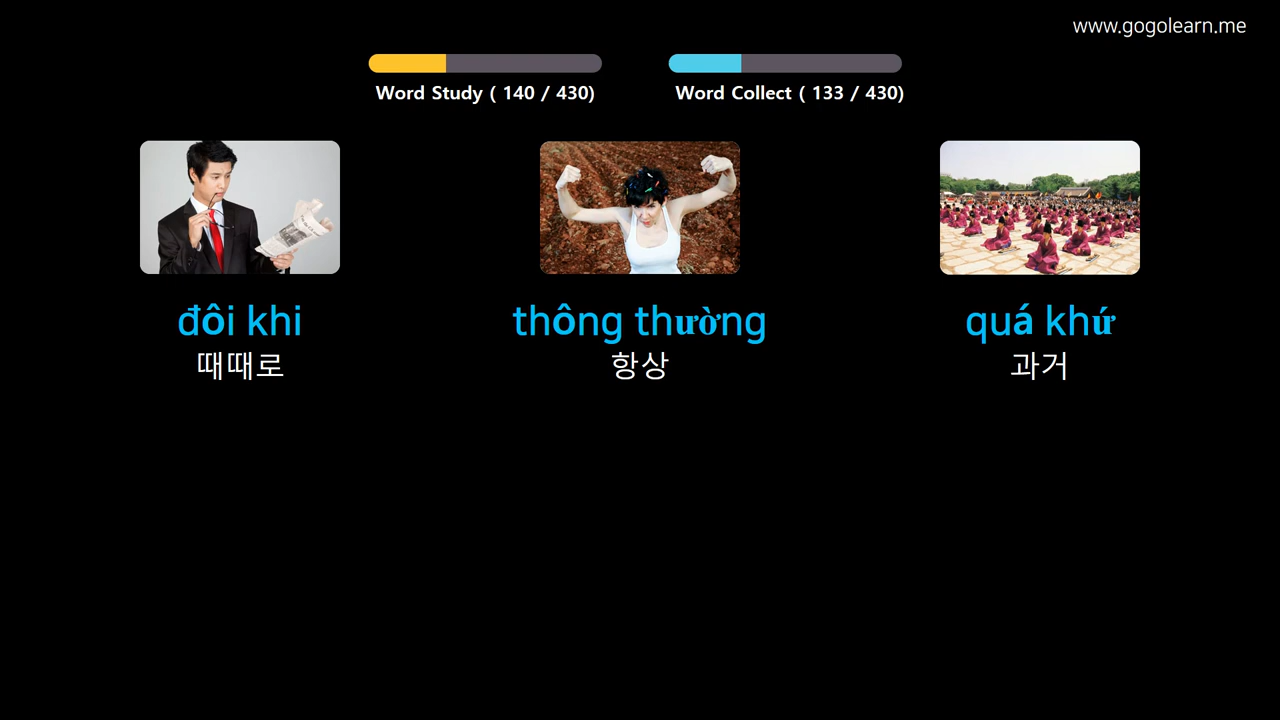 www.gogolearn.me
Word Study ( 140 / 430)
Word Collect ( 133 / 430)
đôi khi
때때로
thông thường
항상
quá khứ
과거